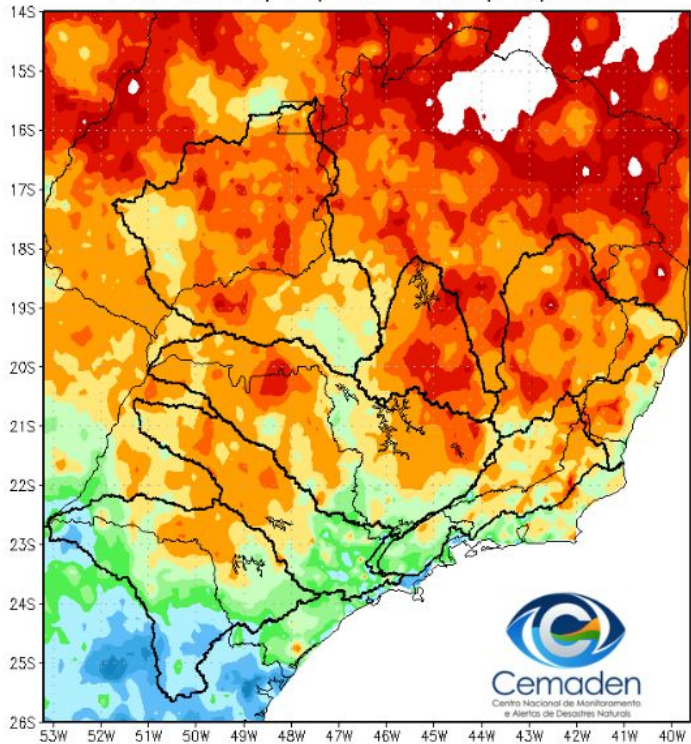 14S
15S
16S
17S
18S
19S
20S
21S
22S
23S
24S
25S
26S
53W 52W 51W 50W 49W 48W 47W 46W 45W 44W 43W 42W 41W 40W
Cemaden
Centro Nacional de Monitoramento
e Alertas de Desastres Naturais